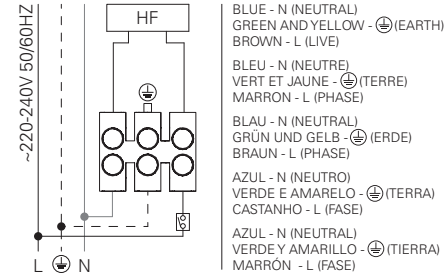 ~220-240V 50/60HZ
HF
L N
BLUE - N (NEUTRAL)
GREEN AND YELLOW - (EARTH)
BROWN - L (LIVE)
BLEU - N (NEUTRE)
VERT ET JAUNE - (TERRE)
MARRON - L (PHASE)
BLAU - N (NEUTRAL)
GRÜN UND GELB - (ERDE)
BRAUN - L (PHASE)
AZUL - N (NEUTRO)
VERDE E AMARELO - (TERRA)
CASTANHO - L (FASE)
AZUL - N (NEUTRAL)
VERDE Y AMARILLO - (TIERRA)
MARRÓN - L (FASE)